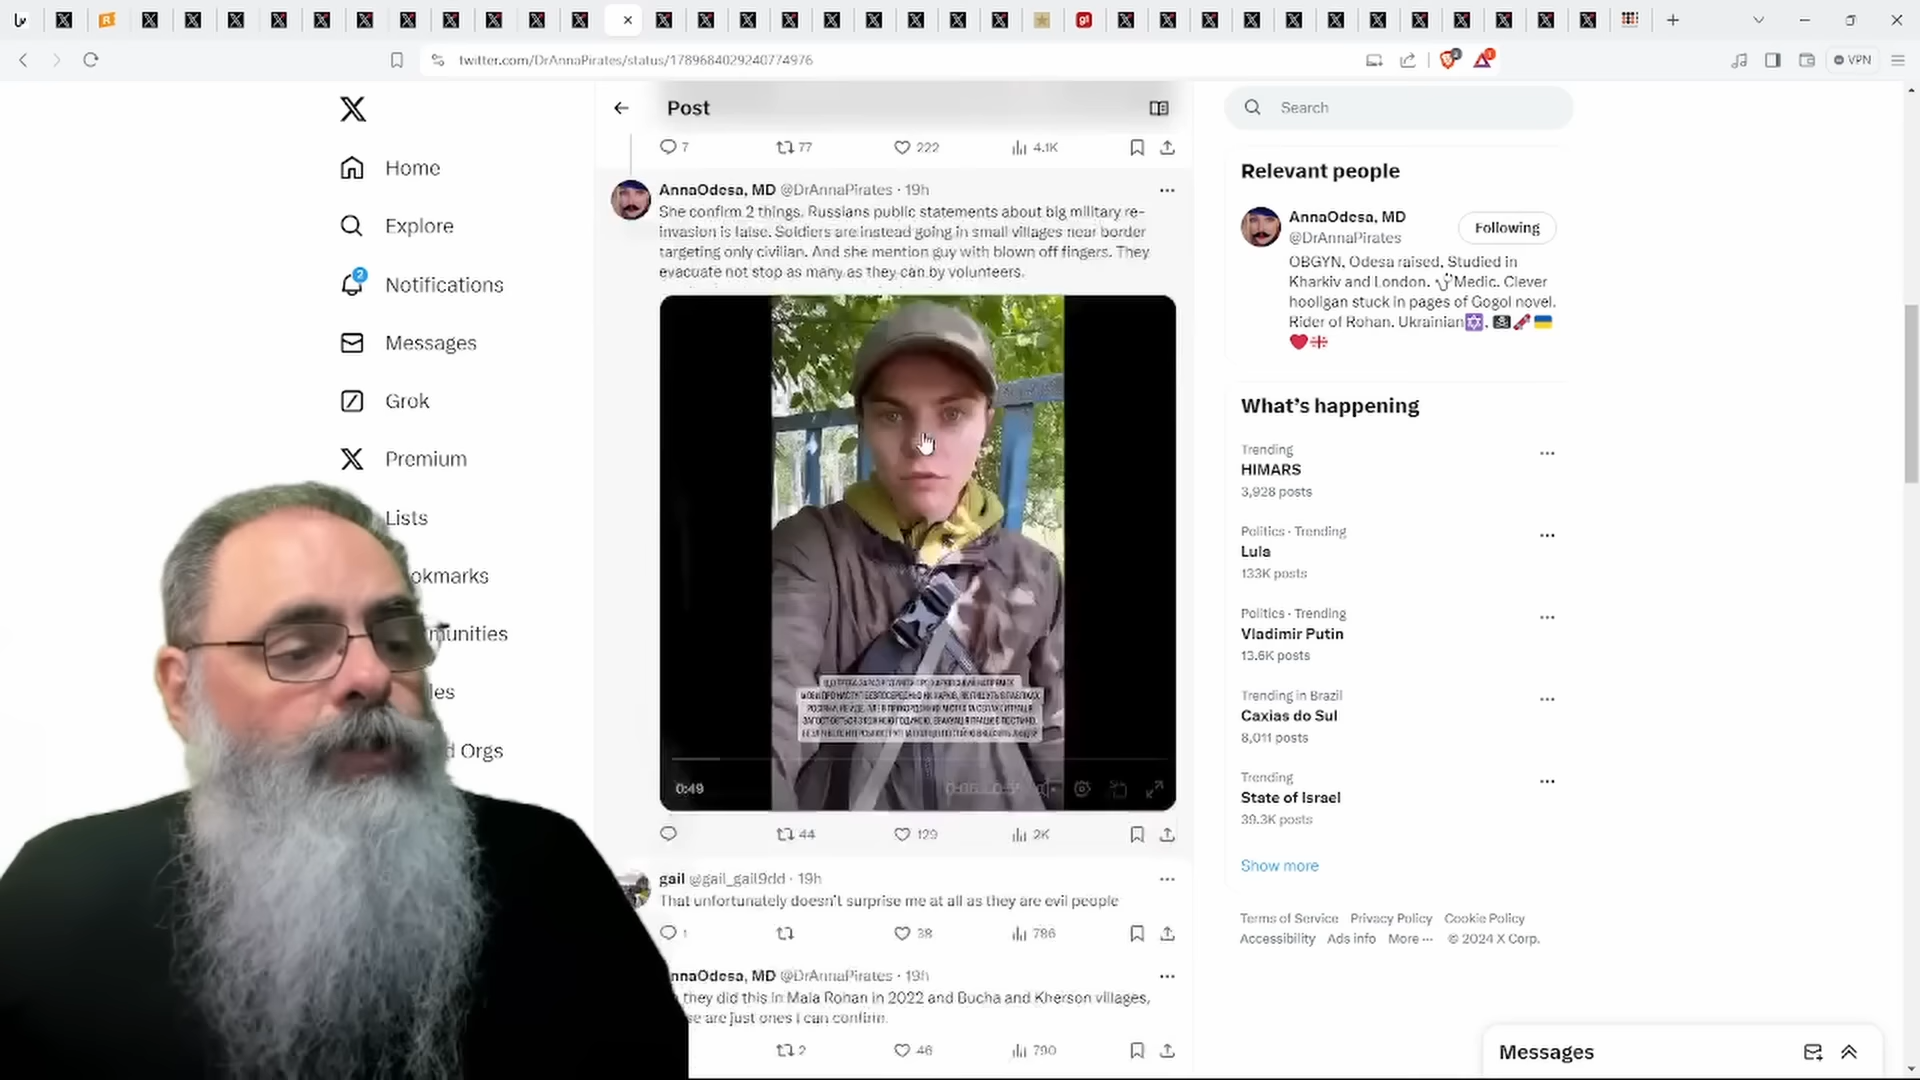 twitter.com/DrAnnaPirates/status/1789684029240774976
VPN
Home
Explore
2
Notifications
Messages
Grok
Premium
Lists
Post
7
77
222
4.1K
AnnaOdesa, MD @DrAnnaPirates · 19h
She confirm 2 things. Russians public statements about big military re-
invasion is false. Soldiers are instead going in small villages near border
targeting only civilian. And she mention guy with blown off fingers. They
evacuate not stop as many as they can by volunteers.
0:49
44
129
2K
gail @gail_gail9dd · 19h
That unfortunately doesn't surprise me at all as they are evil people
1
38
786
@DrAnnaPirates · 19h
they did this in Mala Rohan in 2022 and Bucha and Kherson villages,
are just ones I can confirm.
2
46
790
Search
Relevant people
AnnaOdesa, MD
@DrAnnaPirates
Following
OBGYN, Odesa raised, Studied in
Kharkiv and London. Medic. Clever
hooligan stuck in pages of Gogol novel.
Rider of Rohan. Ukrainian
What's happening
Trending
HIMARS
3,928 posts
Politics · Trending
Lula
133K posts
Politics · Trending
Vladimir Putin
13.6K posts
Trending in Brazil
Caxias do Sul
8,011 posts
Trending
State of Israel
39.3K posts
Show more
Terms of Service Privacy Policy Cookie Policy
Accessibility Ads info More ··· © 2024 X Corp.
Messages